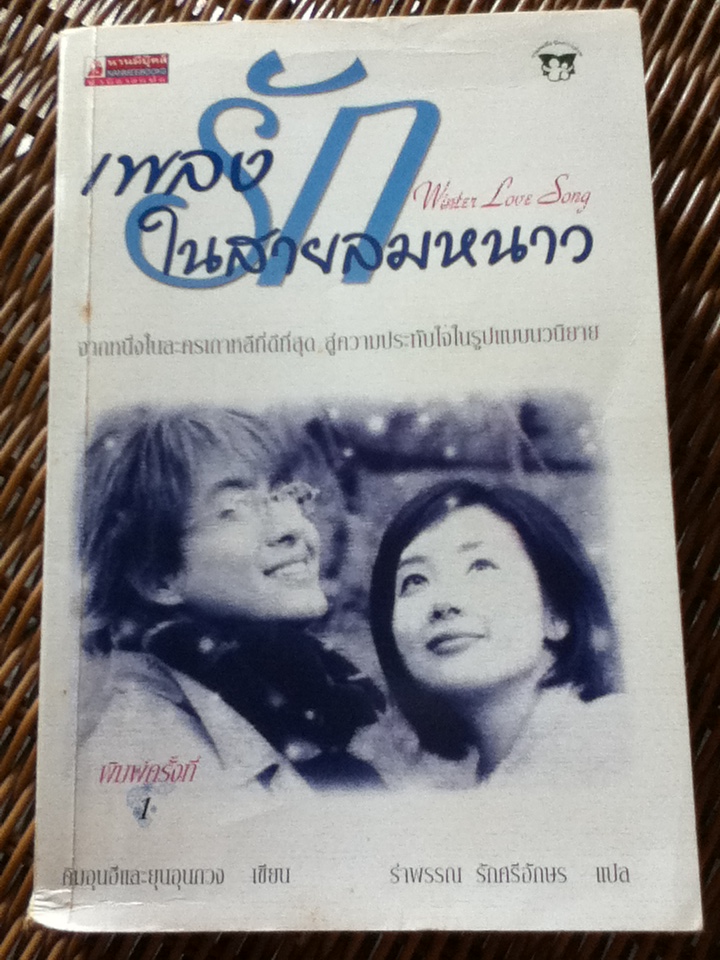 นานมีบุ๊คส์
NANMEEBOOKS
เพลงรัก
Winter Love Song
ในสายลมหนาว
จากหนึ่งในละครเกาหลีที่ดีที่สุด สู่ความประทับใจในรูปแบบนวนิยาย
พิมพ์ครั้งที่
1
คิมอุนฮีและยุนอุนกวง เขียน
รำพรรณ รักศรีอักษร แปล